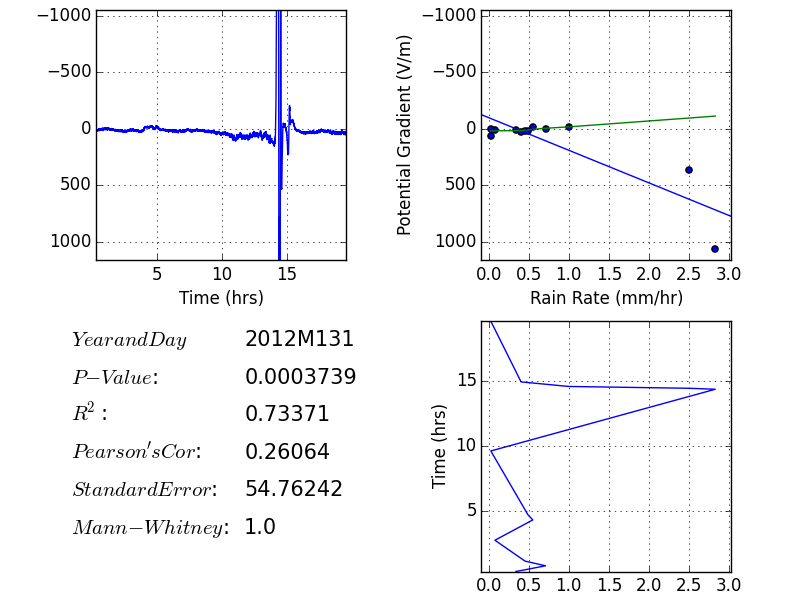 −1000
−500
0
500
1000
5
10
15
Time (hrs)
−1000
−500
0
500
1000
Potential Gradient (V/m)
0.0 0.5 1.0 1.5 2.0 2.5 3.0
Rain Rate (mm/hr)
YearandDay 2012M131
P−Value: 0.0003739
R²: 0.73371
Pearson'sCor: 0.26064
StandardError: 54.76242
Mann−Whitney: 1.0
15
10
5
Time (hrs)
0.0 0.5 1.0 1.5 2.0 2.5 3.0